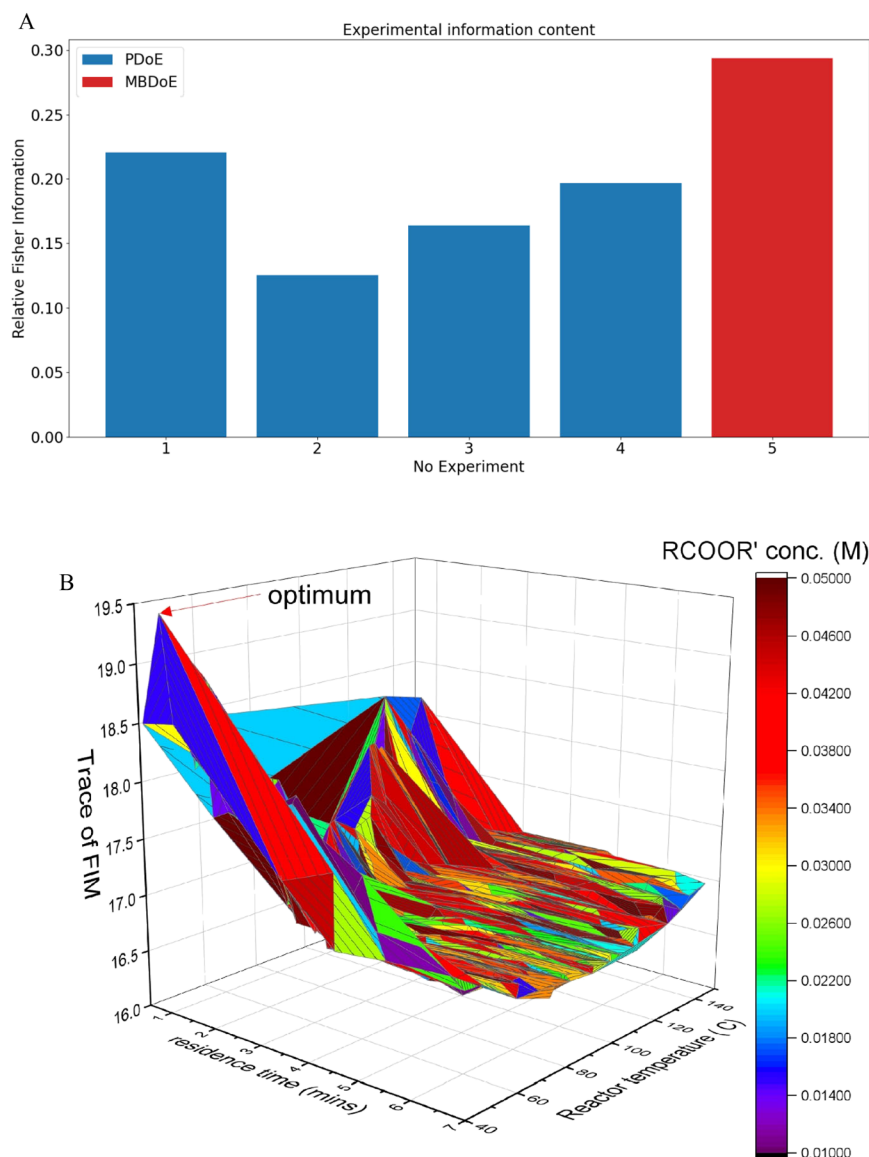 A
Experimental information content
PDoE
MBDoE
Relative Fisher Information
0.30
0.25
0.20
0.15
0.10
0.05
0.00
1 2 3 4 5
No Experiment
B
RCOOR' conc. (M)
optimum
Trace of FIM
19.5
19.0
18.5
18.0
17.5
17.0
16.5
16.0
1 2 3 4 5 6 7
residence time (mins)
40 60 80 100 120 140
Reactor temperature (C)
0.05000
0.04600
0.04200
0.03800
0.03400
0.03000
0.02600
0.02200
0.01800
0.01400
0.01000